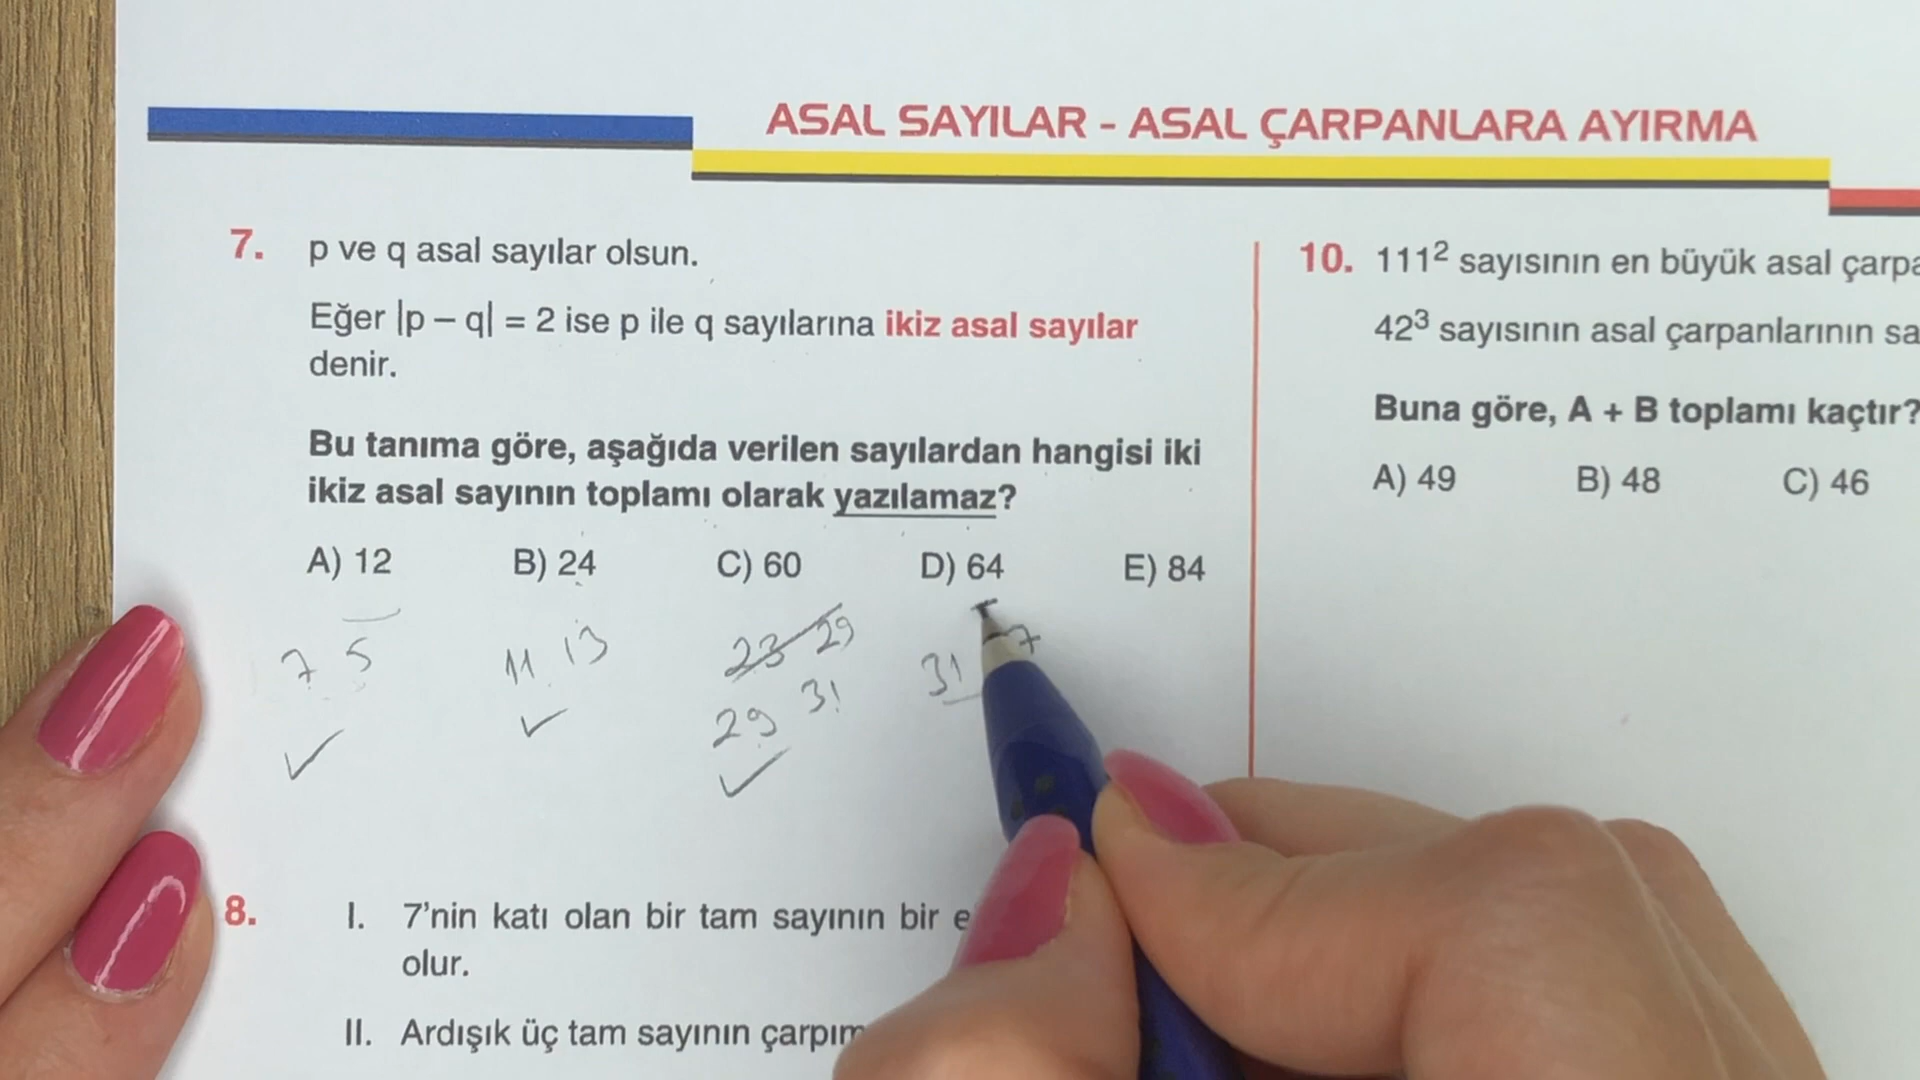 ASAL SAYILAR - ASAL ÇARPANLARA AYIRMA
7. p ve q asal sayılar olsun.
Eğer |p – q| = 2 ise p ile q sayılarına ikiz asal sayılar
denir.
Bu tanıma göre, aşağıda verilen sayılardan hangisi iki
ikiz asal sayının toplamı olarak yazılamaz?
A) 12 B) 24 C) 60 D) 64 E) 84
7 5 11 13 23 29 31 7
29 31
8. I. 7'nin katı olan bir tam sayının bir
olur.
II. Ardışık üç tam sayının
10. 111² sayısının en büyük asal
42³ sayısının asal çarpanlarının
Buna göre, A + B toplamı kaçtır?
A) 49 B) 48 C) 46